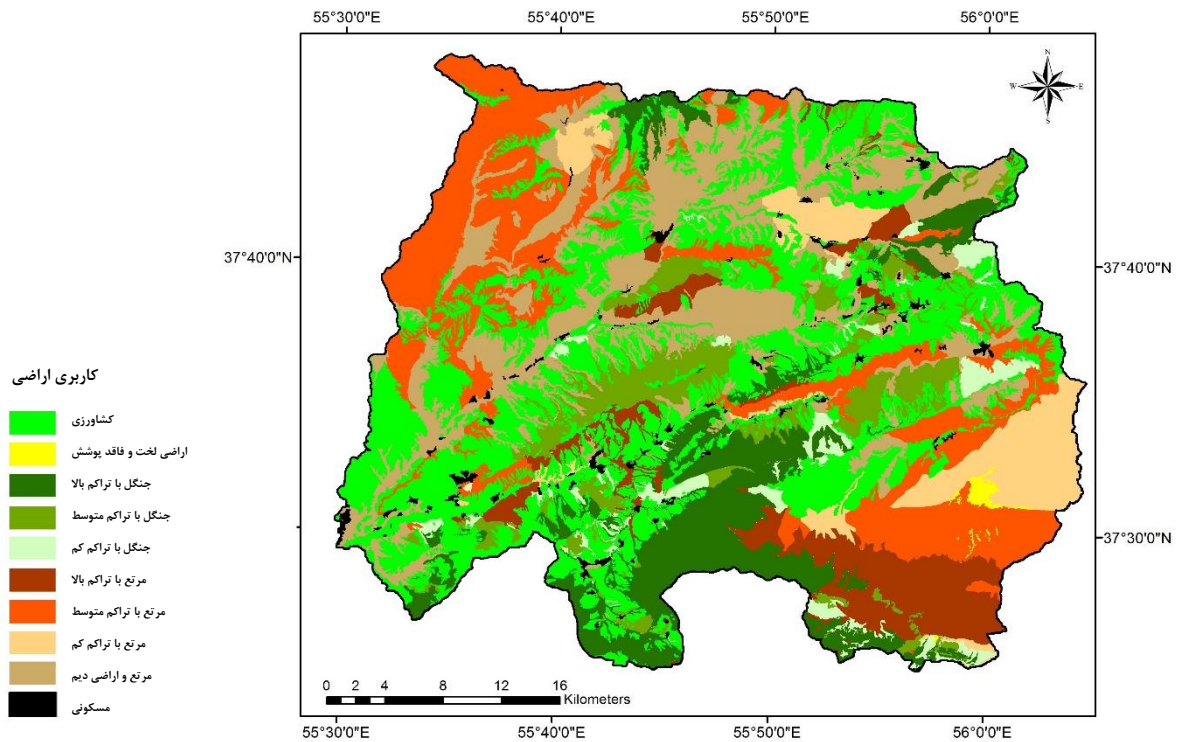 55°30'0"E 55°40'0"E 55°50'0"E 56°0'0"E
N
W E
S
37°40'0"N 37°40'0"N
37°30'0"N
کاربری اراضی
کشاورزی
اراضی لخت و فاقد پوشش
جنگل با تراکم بالا
جنگل با تراکم متوسط
جنگل با تراکم کم
مرتع با تراکم بالا
مرتع با تراکم متوسط
مرتع با تراکم کم
مرتع و اراضی دیم
مسکونی
0 2 4 8 12 16
Kilometers
55°30'0"E 55°40'0"E 55°50'0"E 56°0'0"E